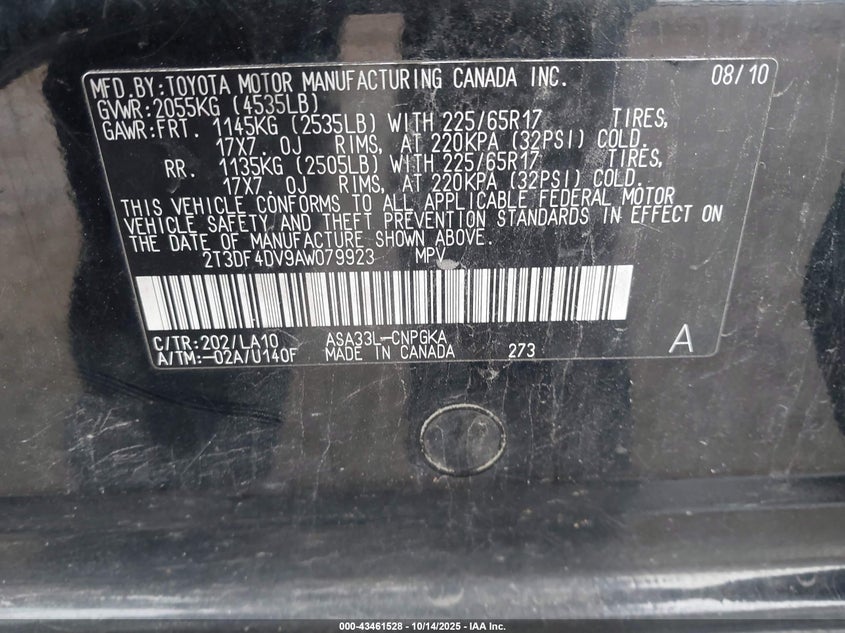 MFD.BY:TOYOTA MOTOR MANUFACTURING CANADA INC. 08/10
GVWR:2055KG (4535LB)
GAWR:FRT. 1145KG (2535LB) WITH 225/65R17 TIRES,
17X7.0J RIMS, AT 220KPA (32PSI) COLD.
RR. 1135KG (2505LB) WITH 225/65R17 TIRES,
17X7.0J RIMS, AT 220KPA (32PSI) COLD.
THIS VEHICLE CONFORMS TO ALL APPLICABLE FEDERAL MOTOR
VEHICLE SAFETY AND THEFT PREVENTION STANDARDS IN EFFECT ON
THE DATE OF MANUFACTURE SHOWN ABOVE.
2T3DF4DV9AW079923 MPV
C/TR:202/LA10 ASA33L-CNPGKA
A/TM:-02A/U140F MADE IN CANADA 273 A
000-43461528 - 10/14/2025 - IAA Inc.